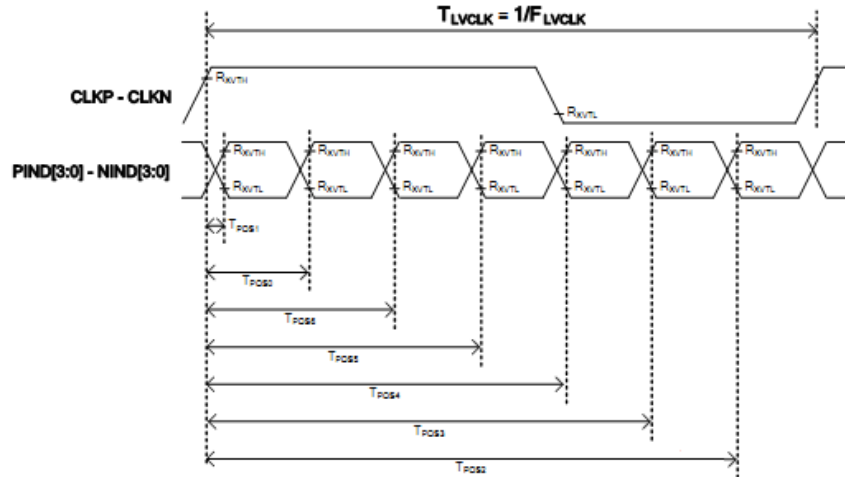 TLVCLK = 1/FLVCLK
RXVTH
CLKP - CLKN
RXVTL
PIND[3:0] - NIND[3:0]
RXVTH RXVTH RXVTH RXVTH RXVTH RXVTH RXVTH
RXVTL RXVTL RXVTL RXVTL RXVTL RXVTL RXVTL
TPOS1
TPOS0
TPOS6
TPOS5
TPOS4
TPOS3
TPOS2